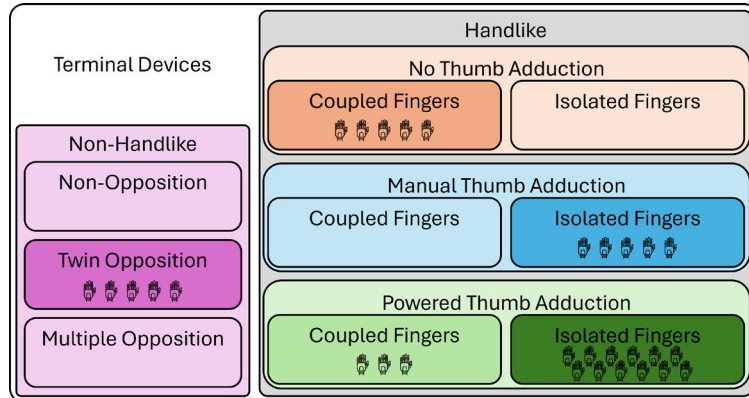 Terminal Devices
Non-Handlike
Non-Opposition
Twin Opposition
Multiple Opposition
Handlike
No Thumb Adduction
Coupled Fingers
Isolated Fingers
Manual Thumb Adduction
Coupled Fingers
Isolated Fingers
Powered Thumb Adduction
Coupled Fingers
Isolated Fingers